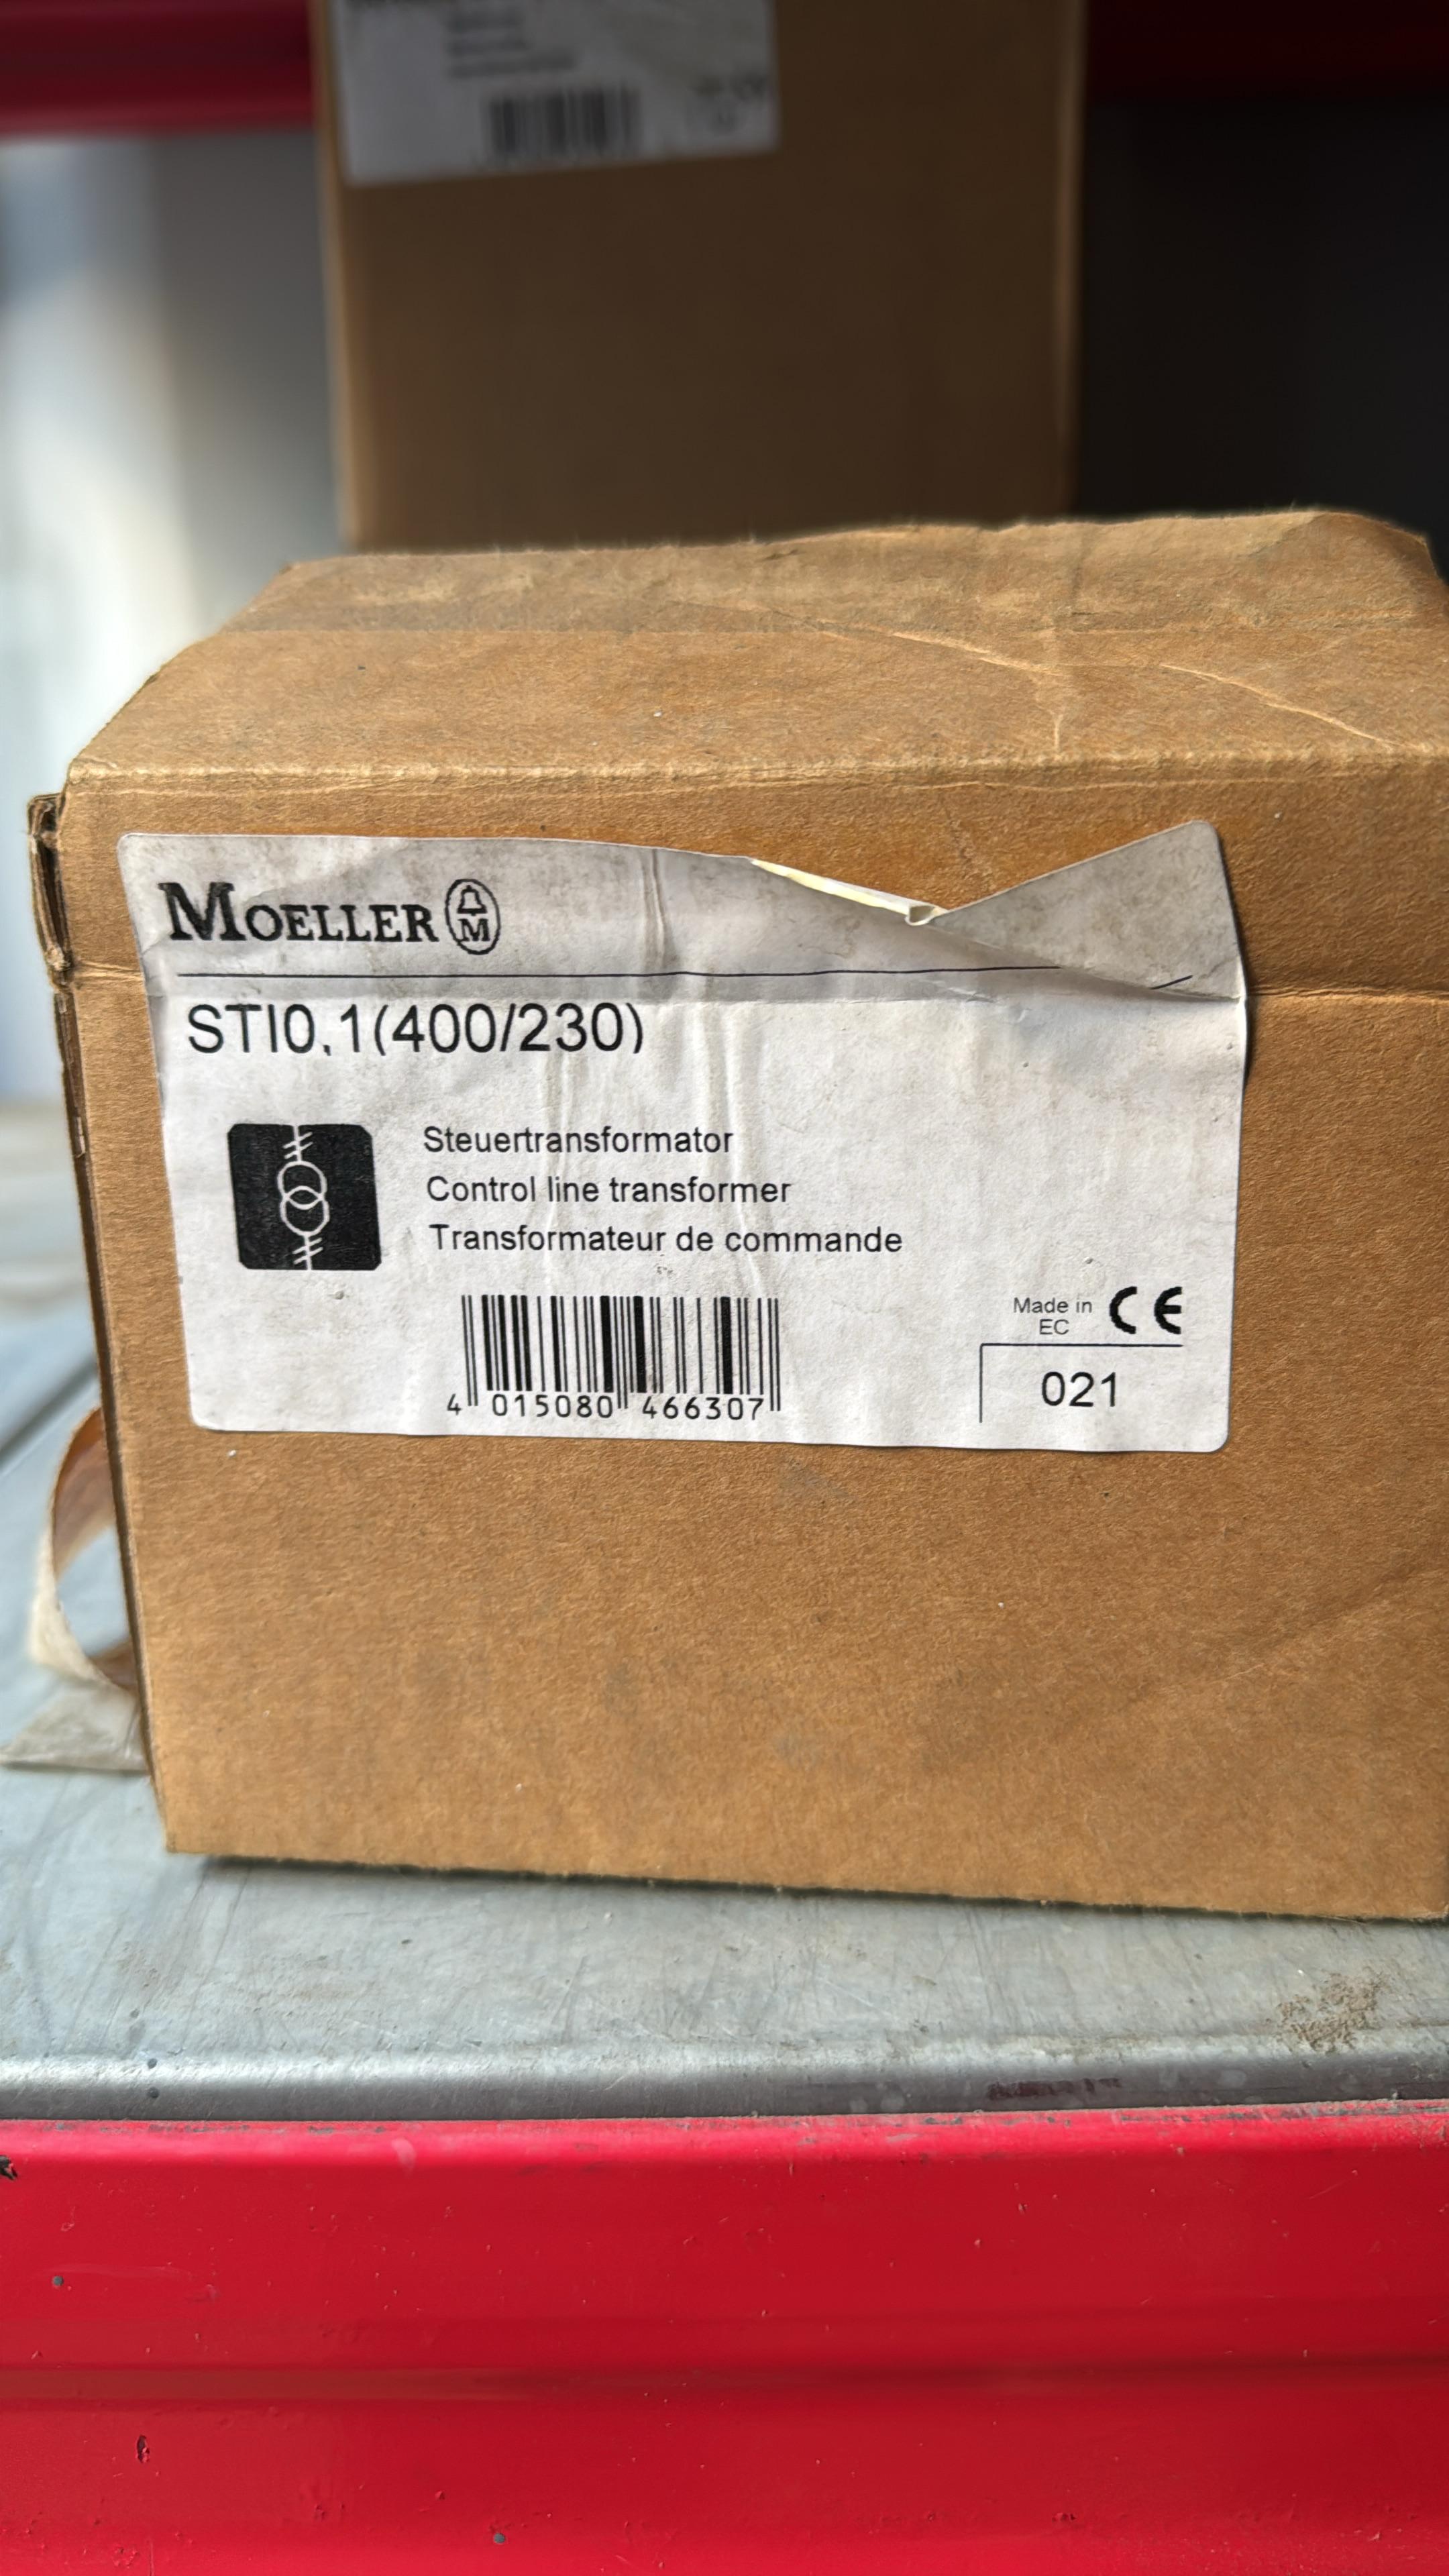 MOELLER
M
STI0,1(400/230)
Steuertransformator
Control line transformer
Transformateur de commande
Made in
EC
CE
4 015080 466307
021